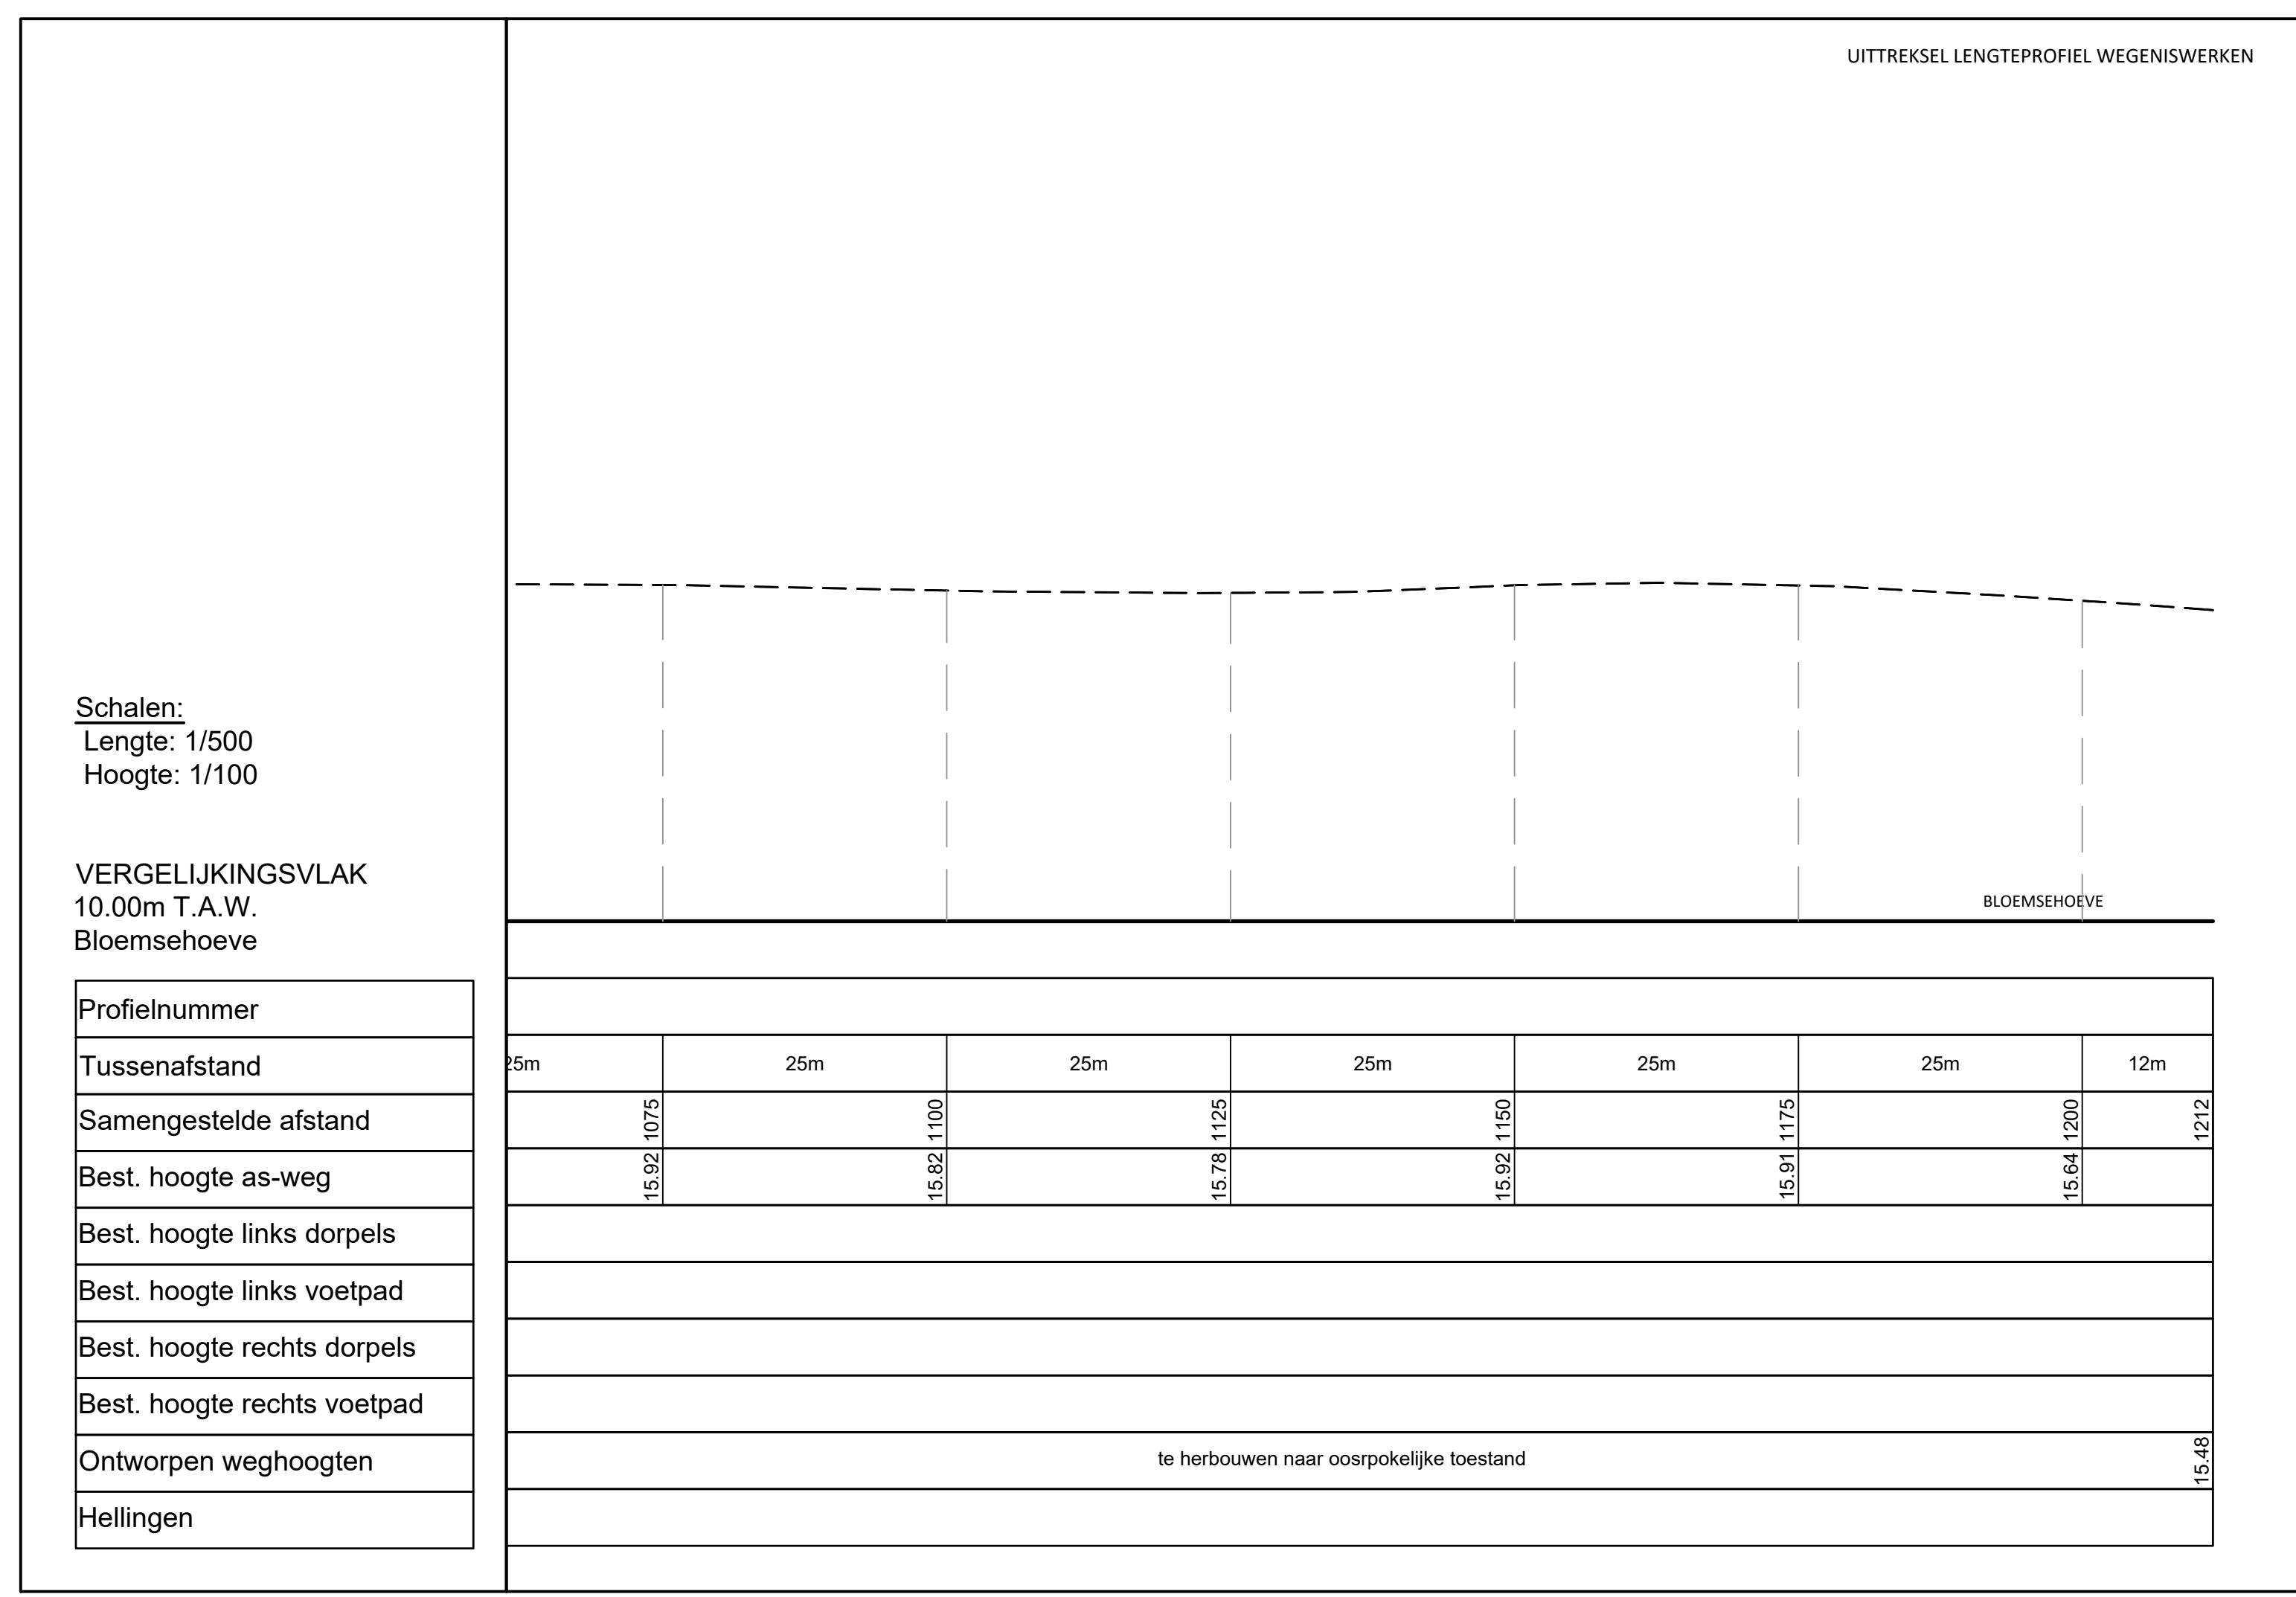 UITTREKSEL LENGTEPROFIEL WEGENISWERKEN
Schalen:
Lengte: 1/500
Hoogte: 1/100
VERGELIJKINGSVLAK
10.00m T.A.W.
Bloemsehoeve
BLOEMSEHOEVE
Profielnummer
Tussenafstand
25m 25m 25m 25m 25m 25m 12m
Samengestelde afstand
1075 1100 1125 1150 1175 1200 1212
Best. hoogte as-weg
15.92 15.82 15.78 15.92 15.91 15.64
Best. hoogte links dorpels
Best. hoogte links voetpad
Best. hoogte rechts dorpels
Best. hoogte rechts voetpad
Ontworpen weghoogten
te herbouwen naar oosrpokelijke toestand 15.48
Hellingen